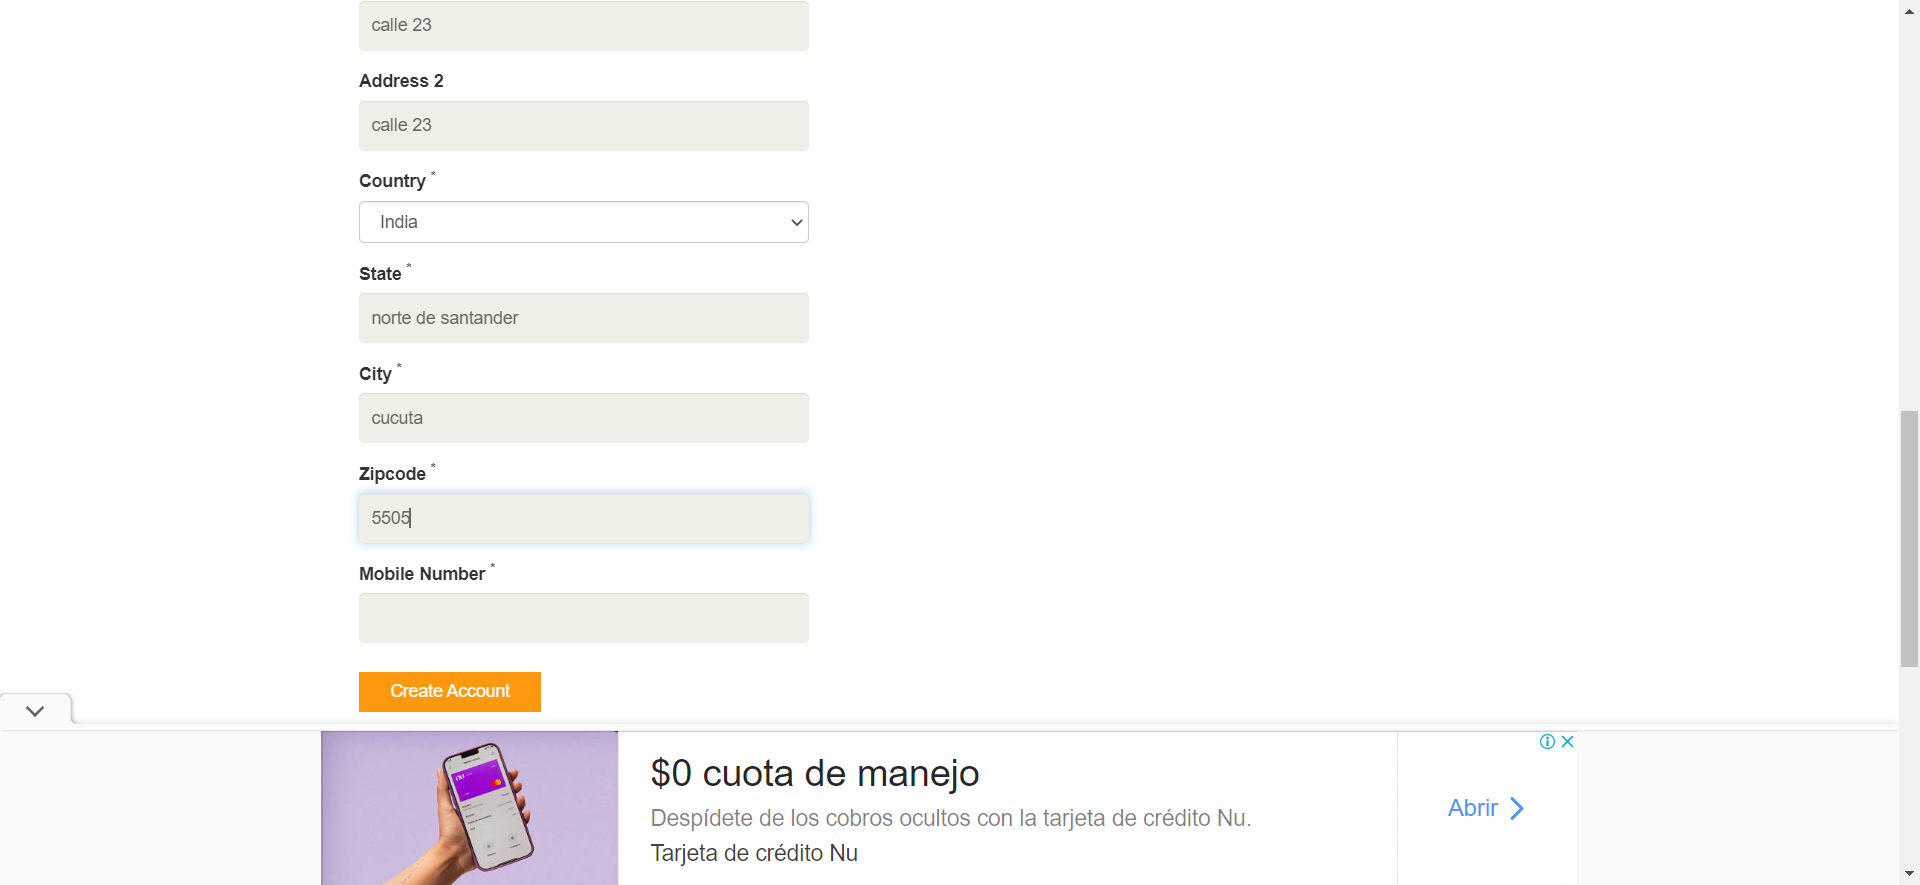 calle 23
Address 2
calle 23
Country *
India
State *
norte de santander
City *
cucuta
Zipcode *
5505
Mobile Number *
Create Account
$0 cuota de manejo
Despídete de los cobros ocultos con la tarjeta de crédito Nu.
Tarjeta de crédito Nu
Abrir